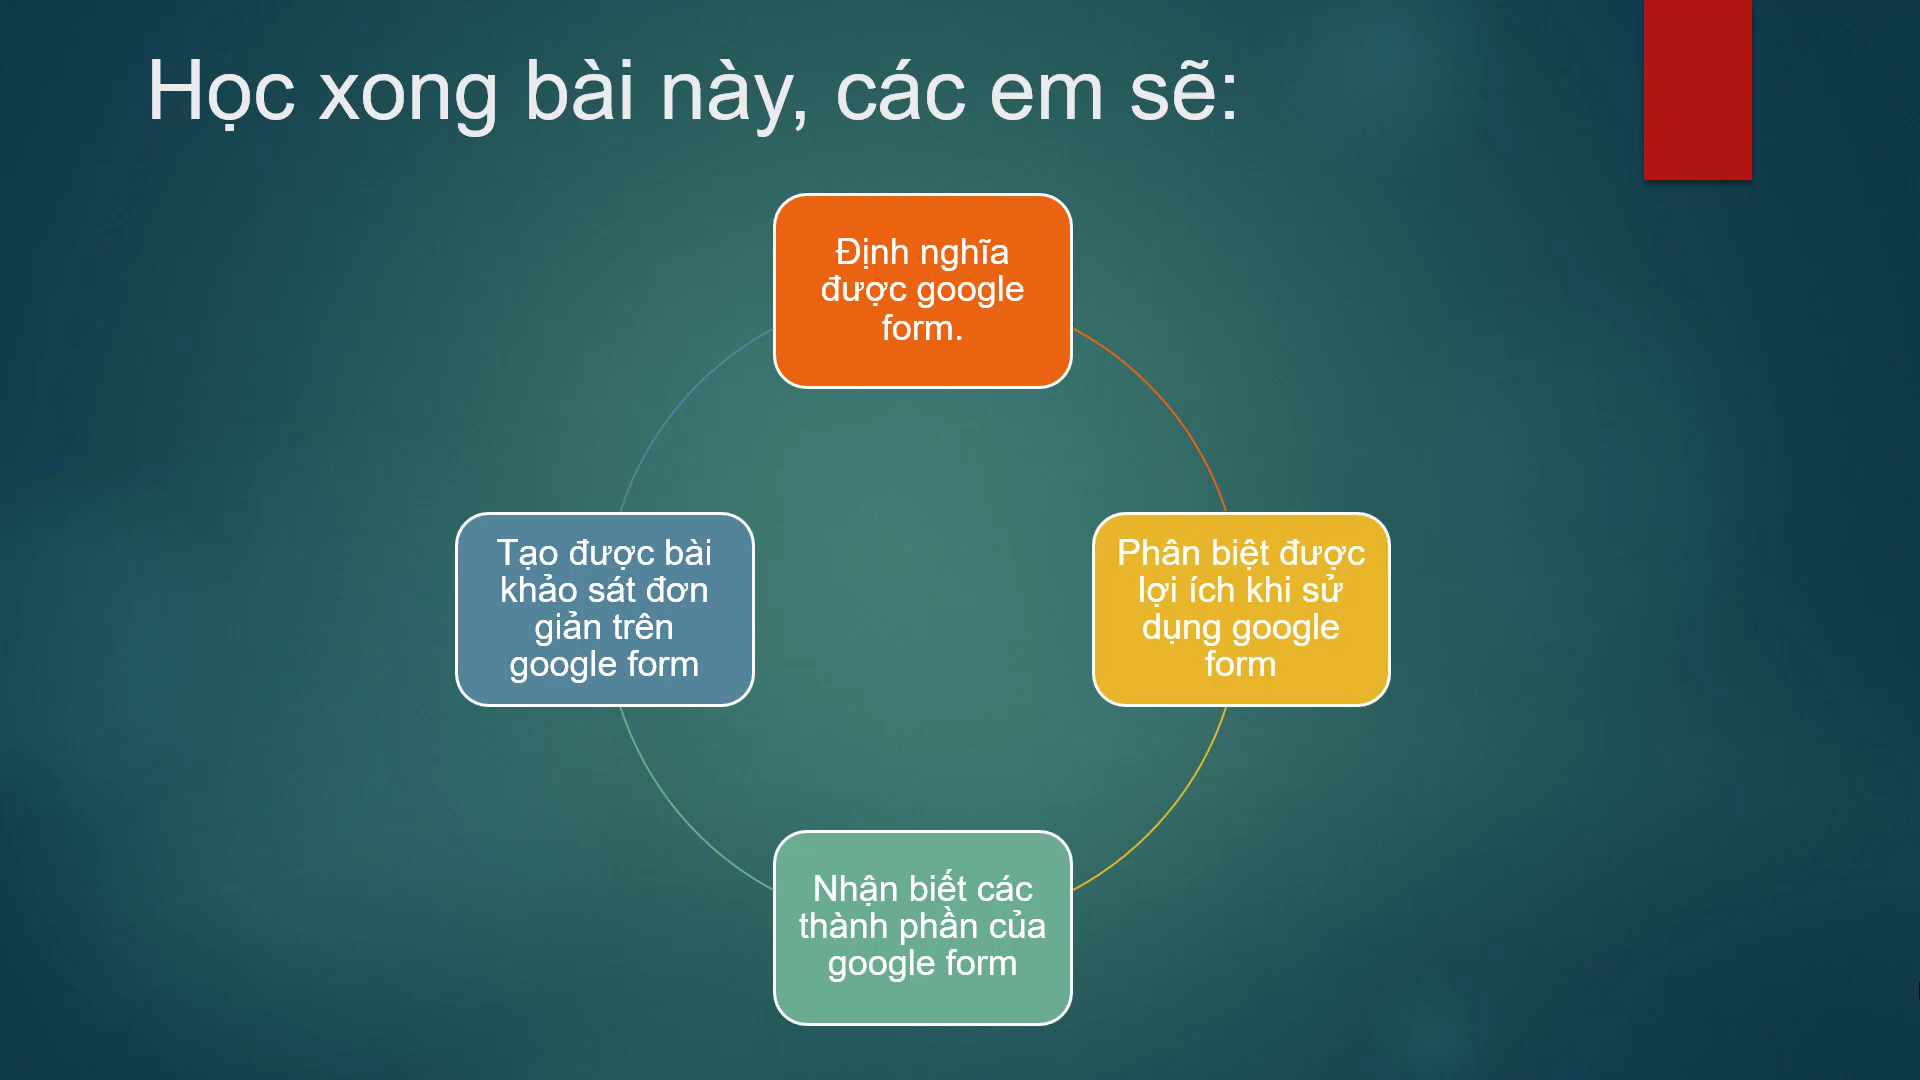 Học xong bài này, các em sẽ:
Định nghĩa
được google
form.
Phân biệt được
lợi ích khi sử
dụng google
form
Nhận biết các
thành phần của
google form
Tạo được bài
khảo sát đơn
giản trên
google form